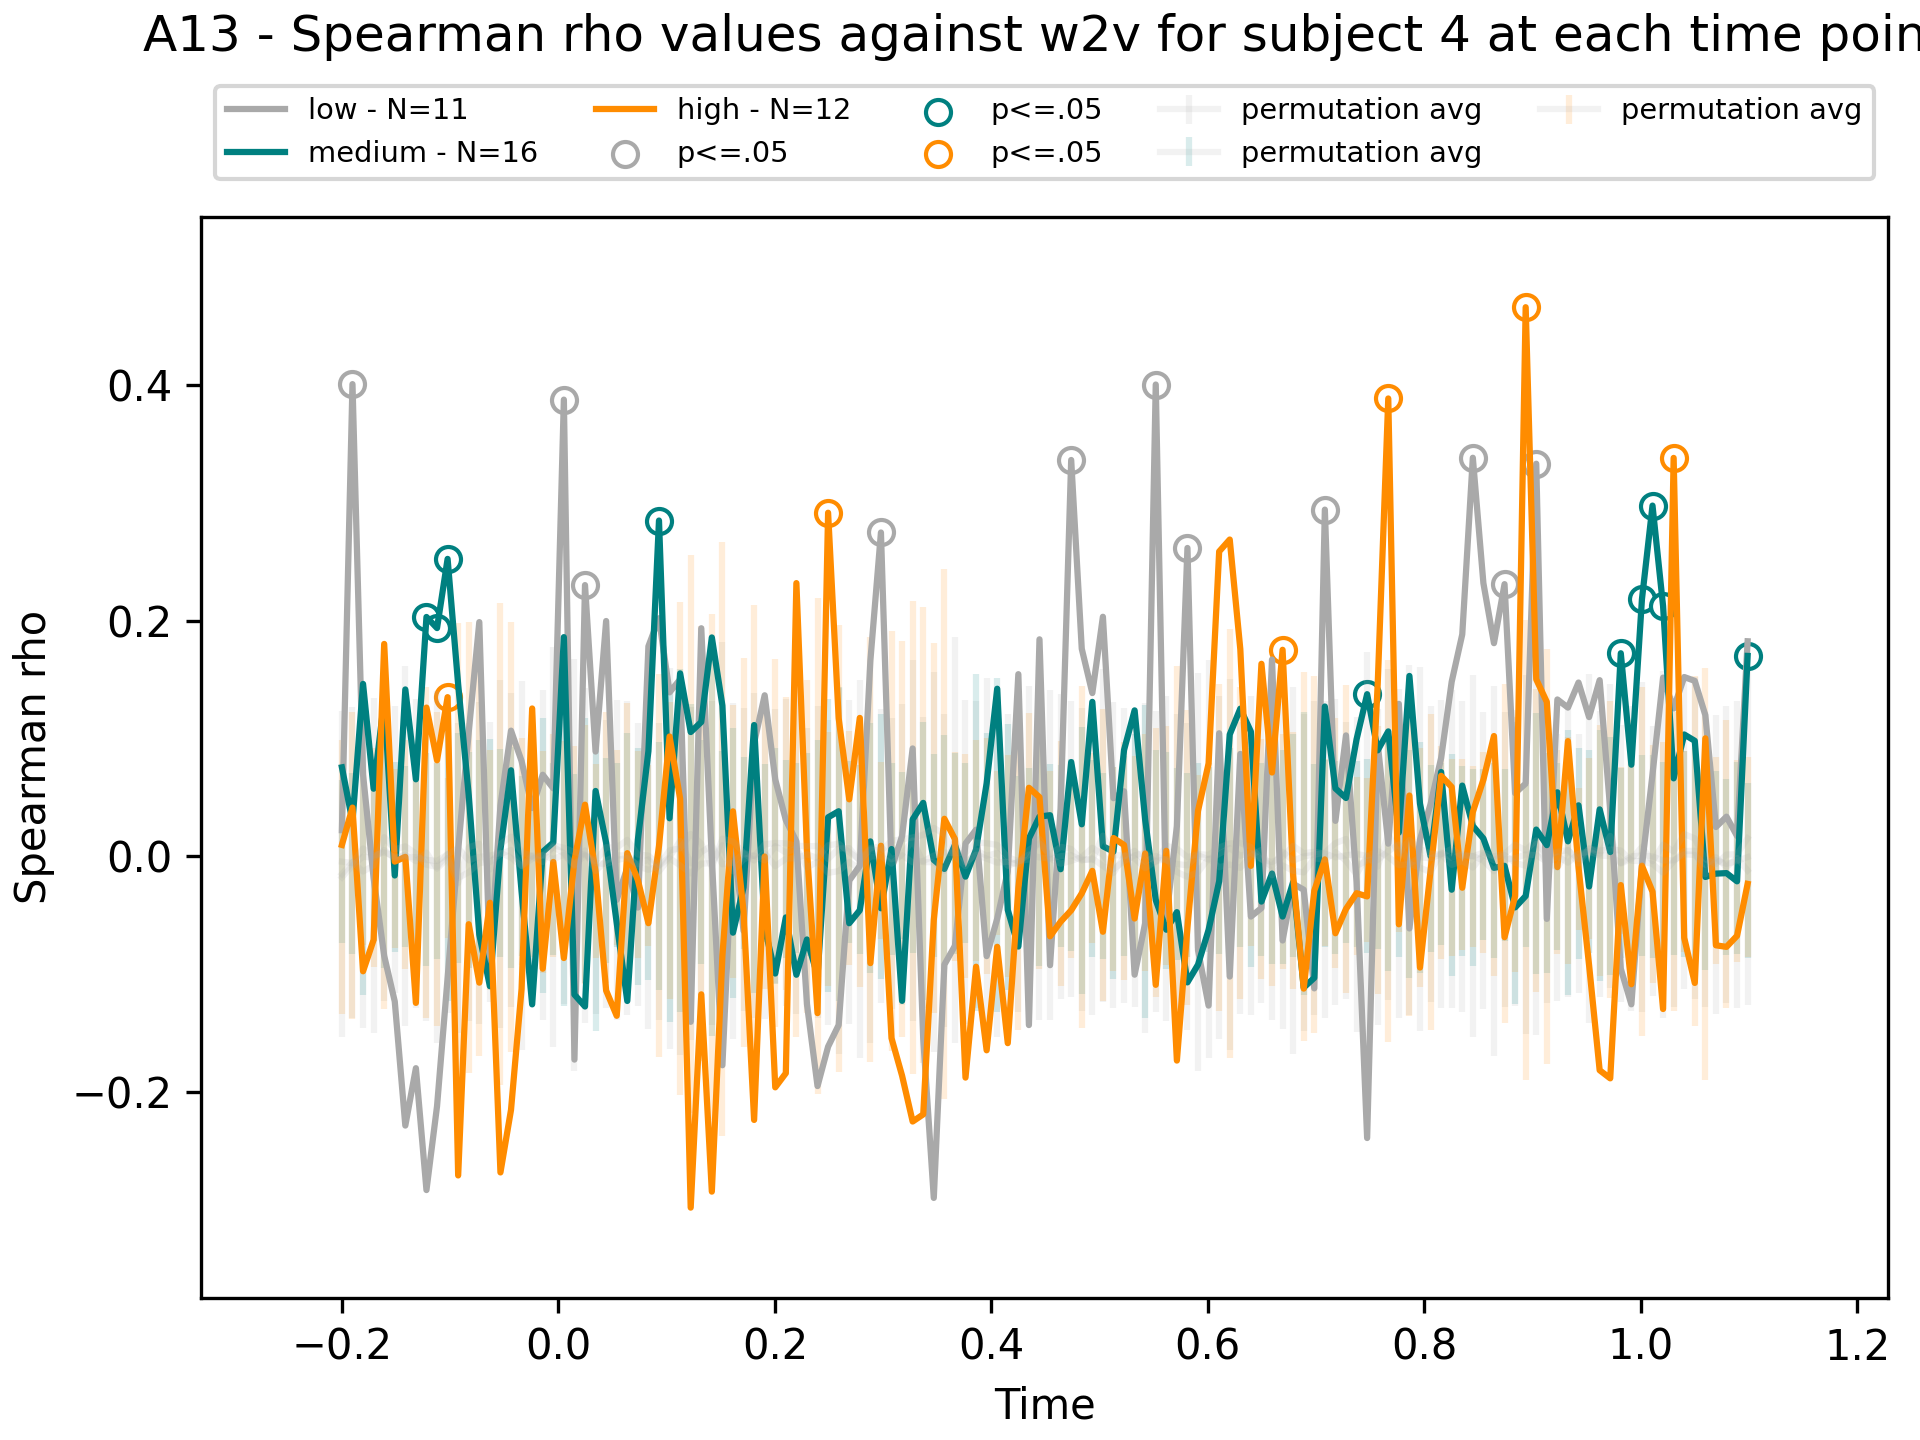 A13 - Spearman rho values against w2v for subject 4 at each time poin
low - N=11 high - N=12 p<=.05 permutation avg permutation avg
medium - N=16 p<=.05 p<=.05 permutation avg
Spearman rho
0.4
0.2
0.0
−0.2
−0.2 0.0 0.2 0.4 0.6 0.8 1.0 1.2
Time